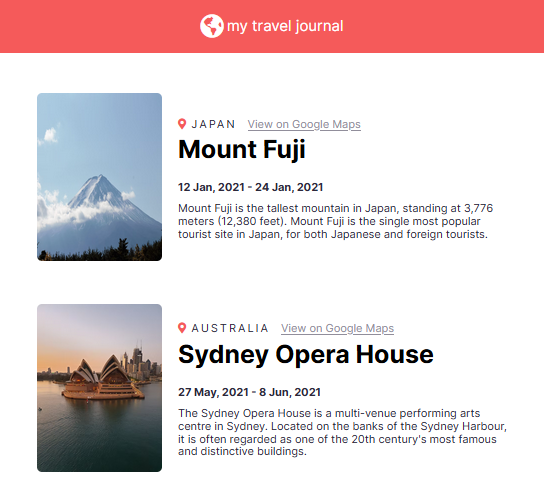 my travel journal
JAPAN View on Google Maps
Mount Fuji
12 Jan, 2021 - 24 Jan, 2021
Mount Fuji is the tallest mountain in Japan, standing at 3,776
meters (12,380 feet). Mount Fuji is the single most popular
tourist site in Japan, for both Japanese and foreign tourists.
AUSTRALIA View on Google Maps
Sydney Opera House
27 May, 2021 - 8 Jun, 2021
The Sydney Opera House is a multi-venue performing arts
centre in Sydney. Located on the banks of the Sydney Harbour,
it is often regarded as one of the 20th century's most famous
and distinctive buildings.